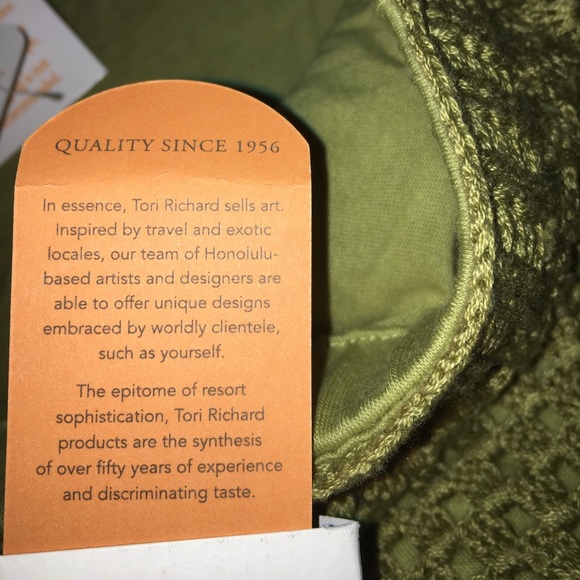 QUALITY SINCE 1956
In essence, Tori Richard sells art.
Inspired by travel and exotic
locales, our team of Honolulu-
based artists and designers are
able to offer unique designs
embraced by worldly clientele,
such as yourself.
The epitome of resort
sophistication, Tori Richard
products are the synthesis
of over fifty years of experience
and discriminating taste.